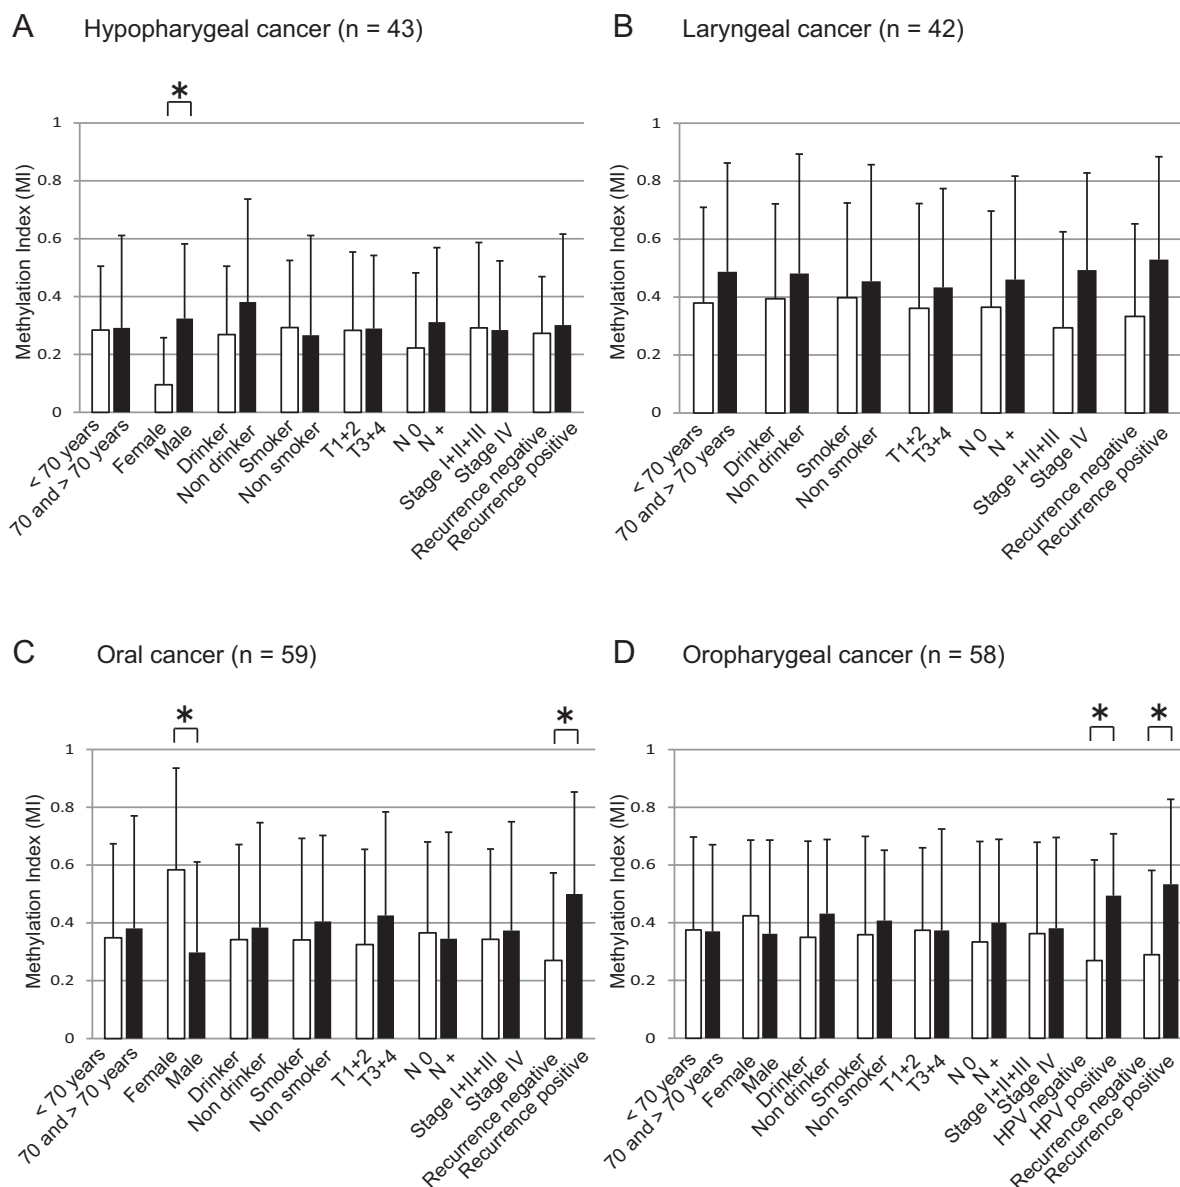 A Hypopharygeal cancer (n = 43)
*
Methylation Index (MI)
1
0.8
0.6
0.4
0.2
0
< 70 years
70 and > 70 years
Female
Male
Drinker
Non drinker
Smoker
Non smoker
T1+2
T3+4
N 0
N +
Stage I+II+III
Stage IV
Recurrence negative
Recurrence positive
B Laryngeal cancer (n = 42)
Methylation Index (MI)
1
0.8
0.6
0.4
0.2
0
< 70 years
70 and > 70 years
Drinker
Non drinker
Smoker
Non smoker
T1+2
T3+4
N 0
N +
Stage I+II+III
Stage IV
Recurrence negative
Recurrence positive
C Oral cancer (n = 59)
* *
Methylation Index (MI)
1
0.8
0.6
0.4
0.2
0
< 70 years
70 and > 70 years
Female
Male
Drinker
Non drinker
Smoker
Non smoker
T1+2
T3+4
N 0
N +
Stage I+II+III
Stage IV
Recurrence negative
Recurrence positive
D Oropharygeal cancer (n = 58)
* *
Methylation Index (MI)
1
0.8
0.6
0.4
0.2
0
< 70 years
70 and > 70 years
Female
Male
Drinker
Non drinker
Smoker
Non smoker
T1+2
T3+4
N 0
N +
Stage I+II+III
Stage IV
HPV negative
HPV positive
Recurrence negative
Recurrence positive